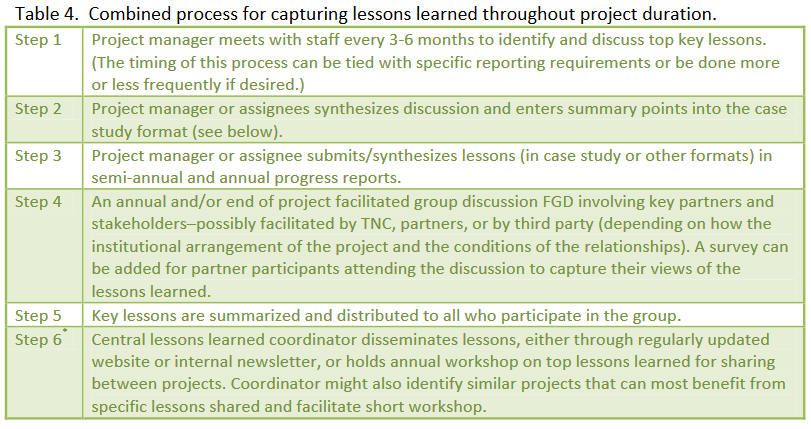 Table 4.  Combined process for capturing lessons learned throughout project duration.
Step 1 Project manager meets with staff every 3-6 months to identify and discuss top key lessons.
(The timing of this process can be tied with specific reporting requirements or be done more
or less frequently if desired.)
Step 2 Project manager or assignees synthesizes discussion and enters summary points into the case
study format (see below).
Step 3 Project manager or assignee submits/synthesizes lessons (in case study or other formats) in
semi-annual and annual progress reports.
Step 4 An annual and/or end of project facilitated group discussion FGD involving key partners and
stakeholders–possibly facilitated by TNC, partners, or by third party (depending on how the
institutional arrangement of the project and the conditions of the relationships). A survey can
be added for partner participants attending the discussion to capture their views of the
lessons learned.
Step 5 Key lessons are summarized and distributed to all who participate in the group.
Step 6* Central lessons learned coordinator disseminates lessons, either through regularly updated
website or internal newsletter, or holds annual workshop on top lessons learned for sharing
between projects. Coordinator might also identify similar projects that can most benefit from
specific lessons shared and facilitate short workshop.